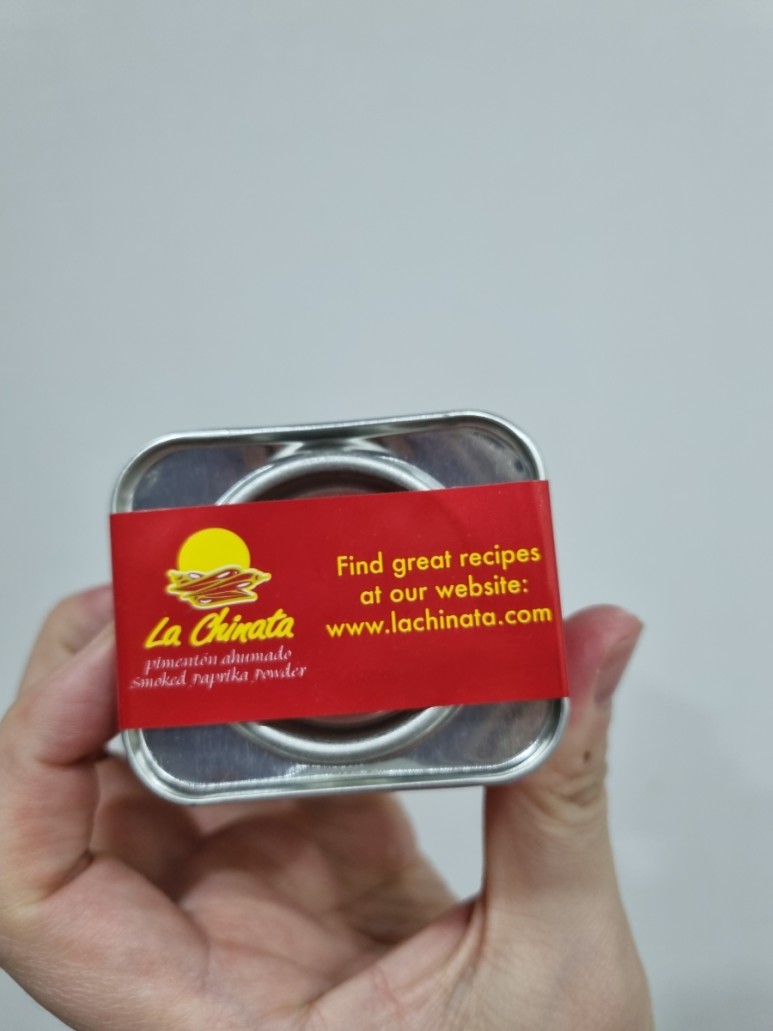 La Chinata
pimentón ahumado
Smoked Paprika Powder
Find great recipes
at our website:
www.lachinata.com